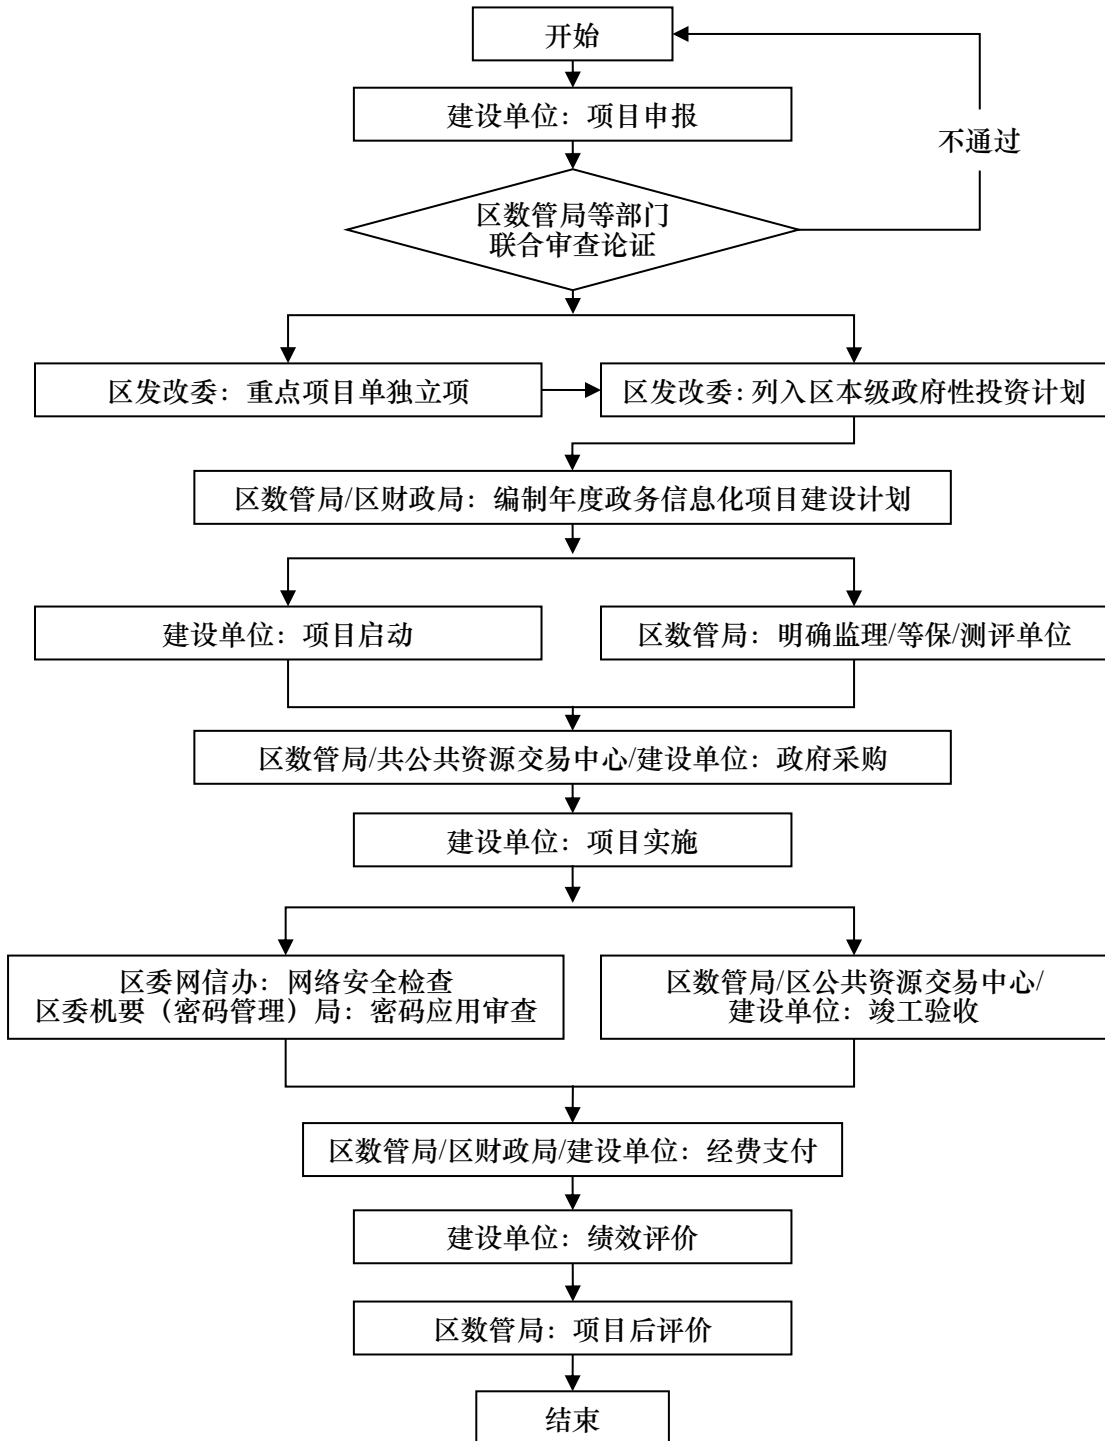 开始
建设单位：项目申报
不通过
区数管局等部门
联合审查论证
区发改委：重点项目单独立项
区发改委：列入区本级政府性投资计划
区数管局/区财政局：编制年度政务信息化项目建设计划
建设单位：项目启动
区数管局：明确监理/等保/测评单位
区数管局/共公共资源交易中心/建设单位：政府采购
建设单位：项目实施
区委网信办：网络安全检查
区委机要（密码管理）局：密码应用审查
区数管局/区公共资源交易中心/
建设单位：竣工验收
区数管局/区财政局/建设单位：经费支付
建设单位：绩效评价
区数管局：项目后评价
结束